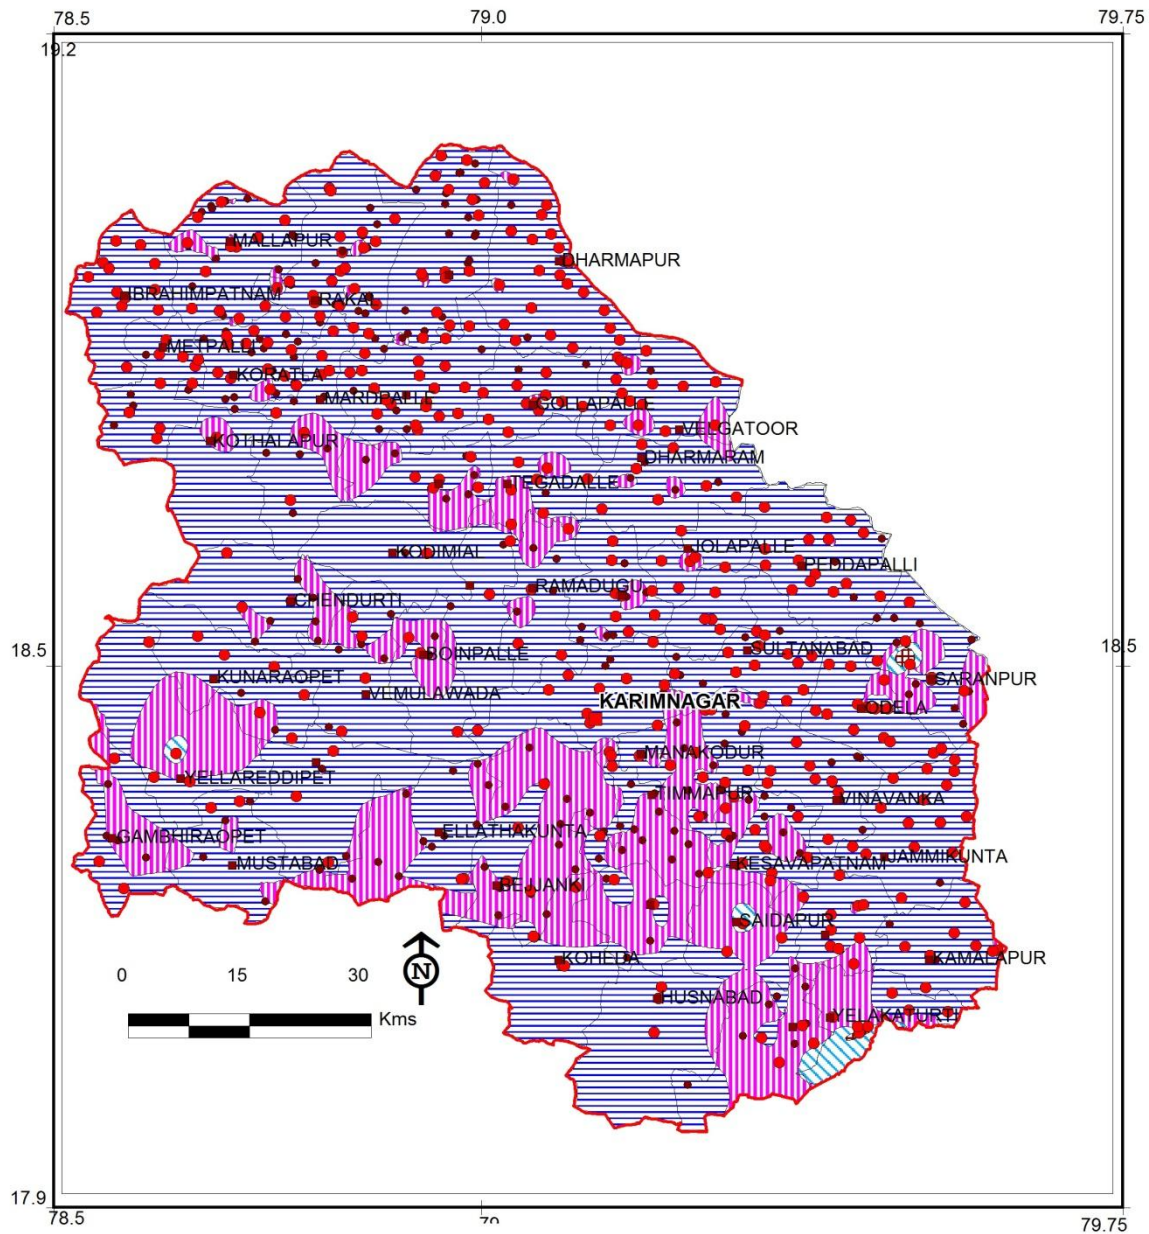 78.5
79.0
79.75
19.2
MALLAPUR
DHARMAPUR
IBRAHIMPATNAM
RAKAL
METPALLI
KORATLA
MARDPALLE
GOLLAPALLE
VELGATOOR
KOTHALAPUR
DHARMARAM
TEGADALLE
JOLAPALLE
KODIMIAL
PEDDAPALLI
RAMADUGU
CHENDURTI
18.5
SULTANABAD
BOINPALLE
18.5
KUNARAOPET
SARANPUR
VEMULAWADA
KARIMNAGAR
ODELA
MANAKODUR
YELLAREDDIPET
TIMMAPUR
VINAVANKA
GAMBHIRAOPET
ELLATHAKUNTA
MUSTABAD
KESAVAPATNAM
JAMMIKUNTA
BEJJANKI
SAIDAPUR
KOHEDA
KAMALAPUR
N
0 15 30
HUSNABAD
Kms
YELAKATURTI
17.9
78.5
79
79.75